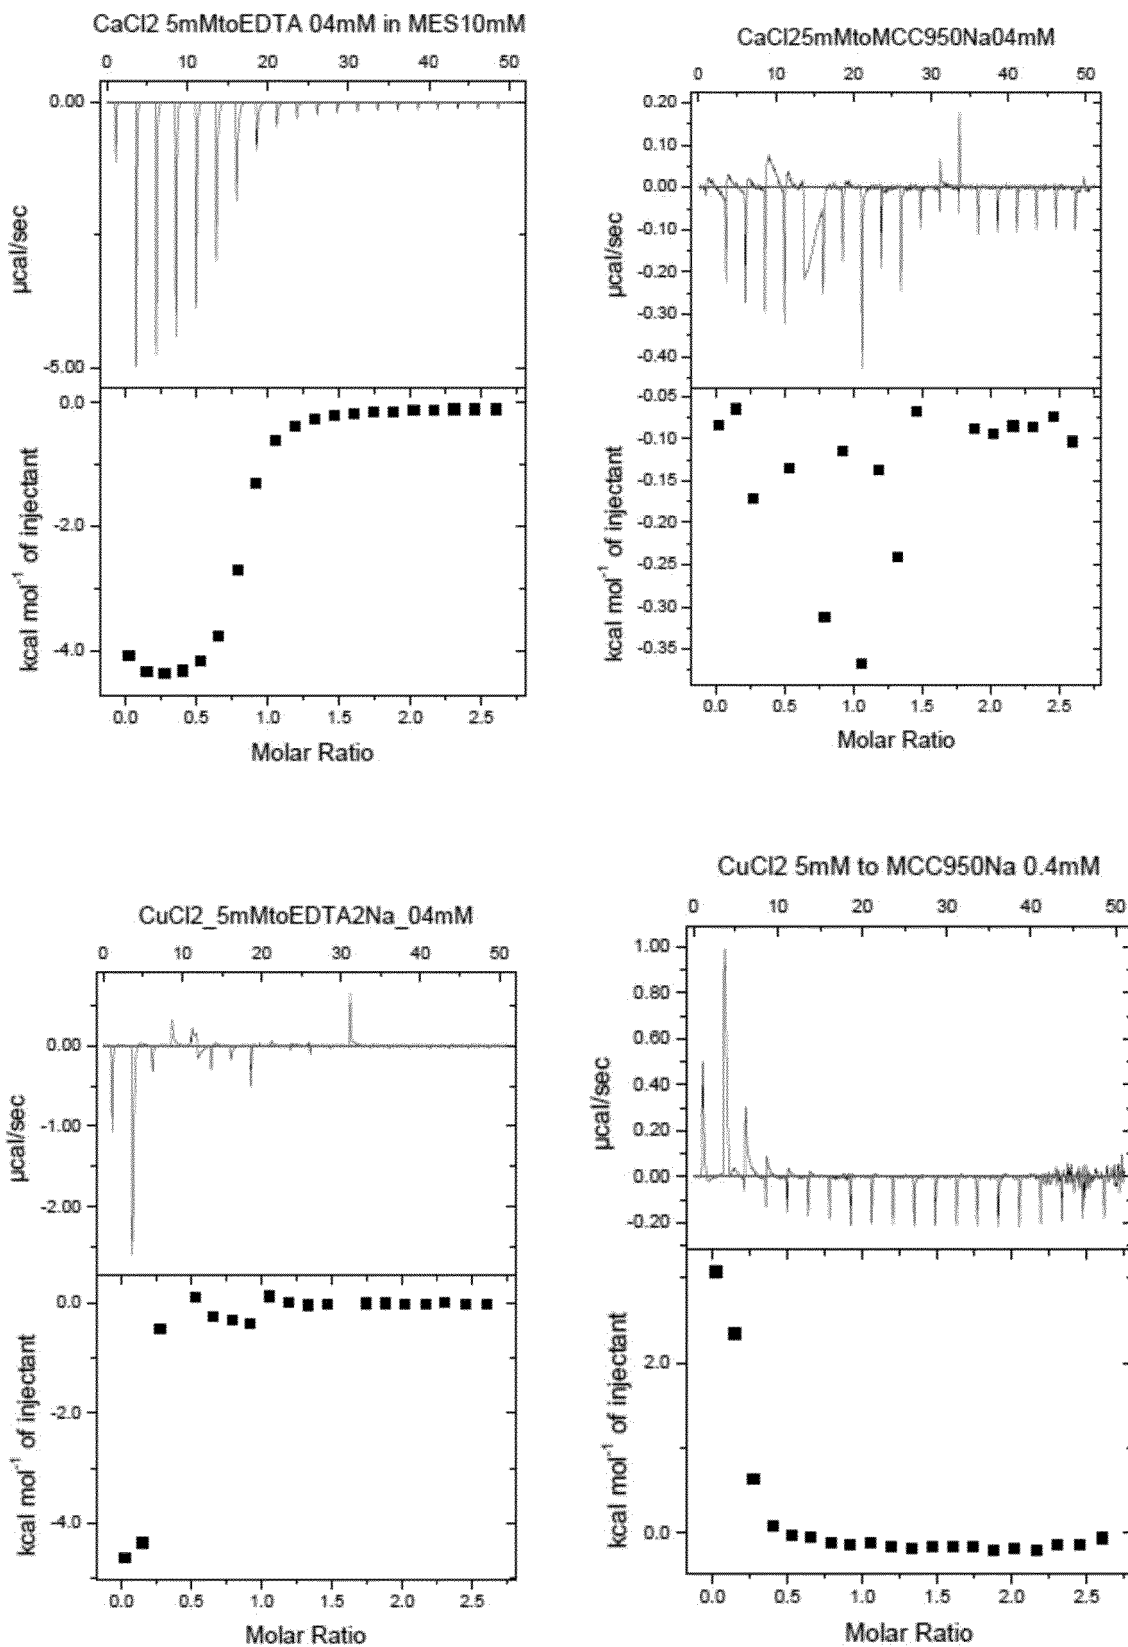 CaCl2 5mMtoEDTA 04mM in MES10mM
0 10 20 30 40 50
0.00
-5.00
µcal/sec
0.0
-2.0
-4.0
kcal mol⁻¹ of injectant
0.0 0.5 1.0 1.5 2.0 2.5
Molar Ratio
CaCl25mMtoMCC950Na04mM
0 10 20 30 40 50
0.20
0.10
0.00
-0.10
-0.20
-0.30
-0.40
µcal/sec
-0.05
-0.10
-0.15
-0.20
-0.25
-0.30
-0.35
kcal mol⁻¹ of injectant
0.0 0.5 1.0 1.5 2.0 2.5
Molar Ratio
CuCl2_5mMtoEDTA2Na_04mM
0 10 20 30 40 50
0.00
-1.00
-2.00
µcal/sec
0.0
-2.0
-4.0
kcal mol⁻¹ of injectant
0.0 0.5 1.0 1.5 2.0 2.5
Molar Ratio
CuCl2 5mM to MCC950Na 0.4mM
0 10 20 30 40 50
1.00
0.80
0.60
0.40
0.20
0.00
-0.20
µcal/sec
2.0
0.0
kcal mol⁻¹ of injectant
0.0 0.5 1.0 1.5 2.0 2.5
Molar Ratio